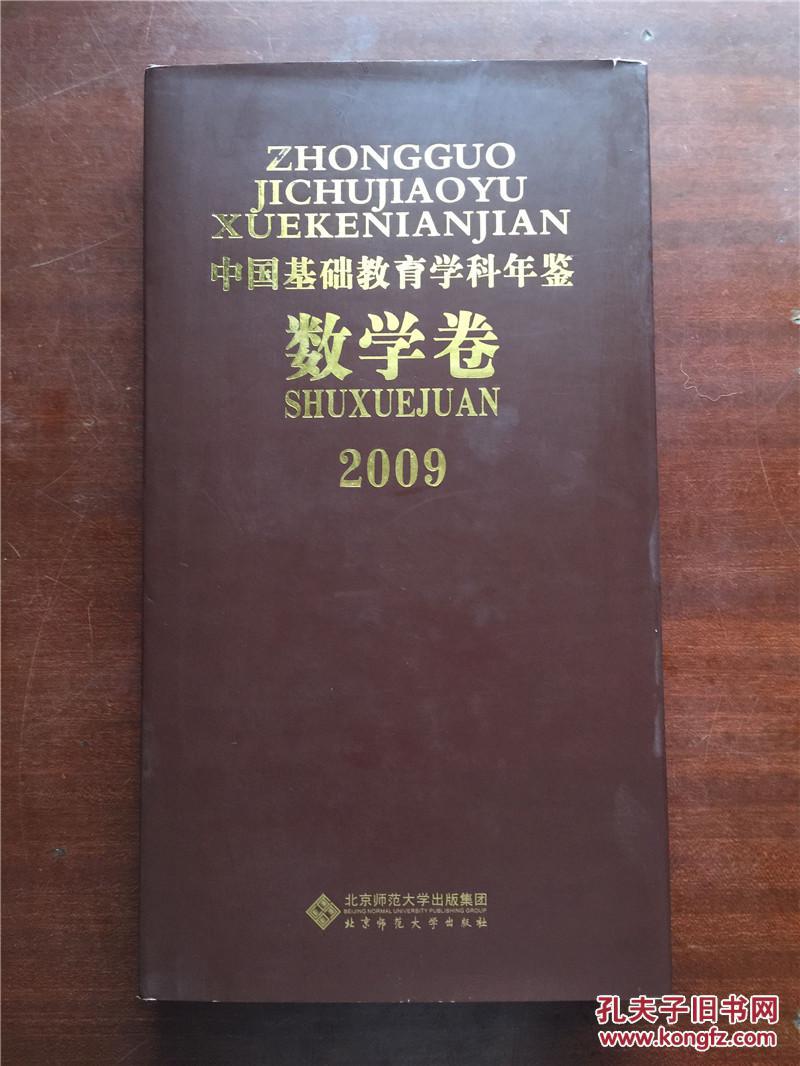 ZHONGGUO
JICHUJIAOYU
XUEKENIANJIAN
中国基础教育学科年鉴
数学卷
SHUXUEJUAN
2009
北京师范大学出版集团
BEIJING NORMAL UNIVERSITY PUBLISHING GROUP
北京师范大学出版社
孔夫子旧书网
www.kongfz.com